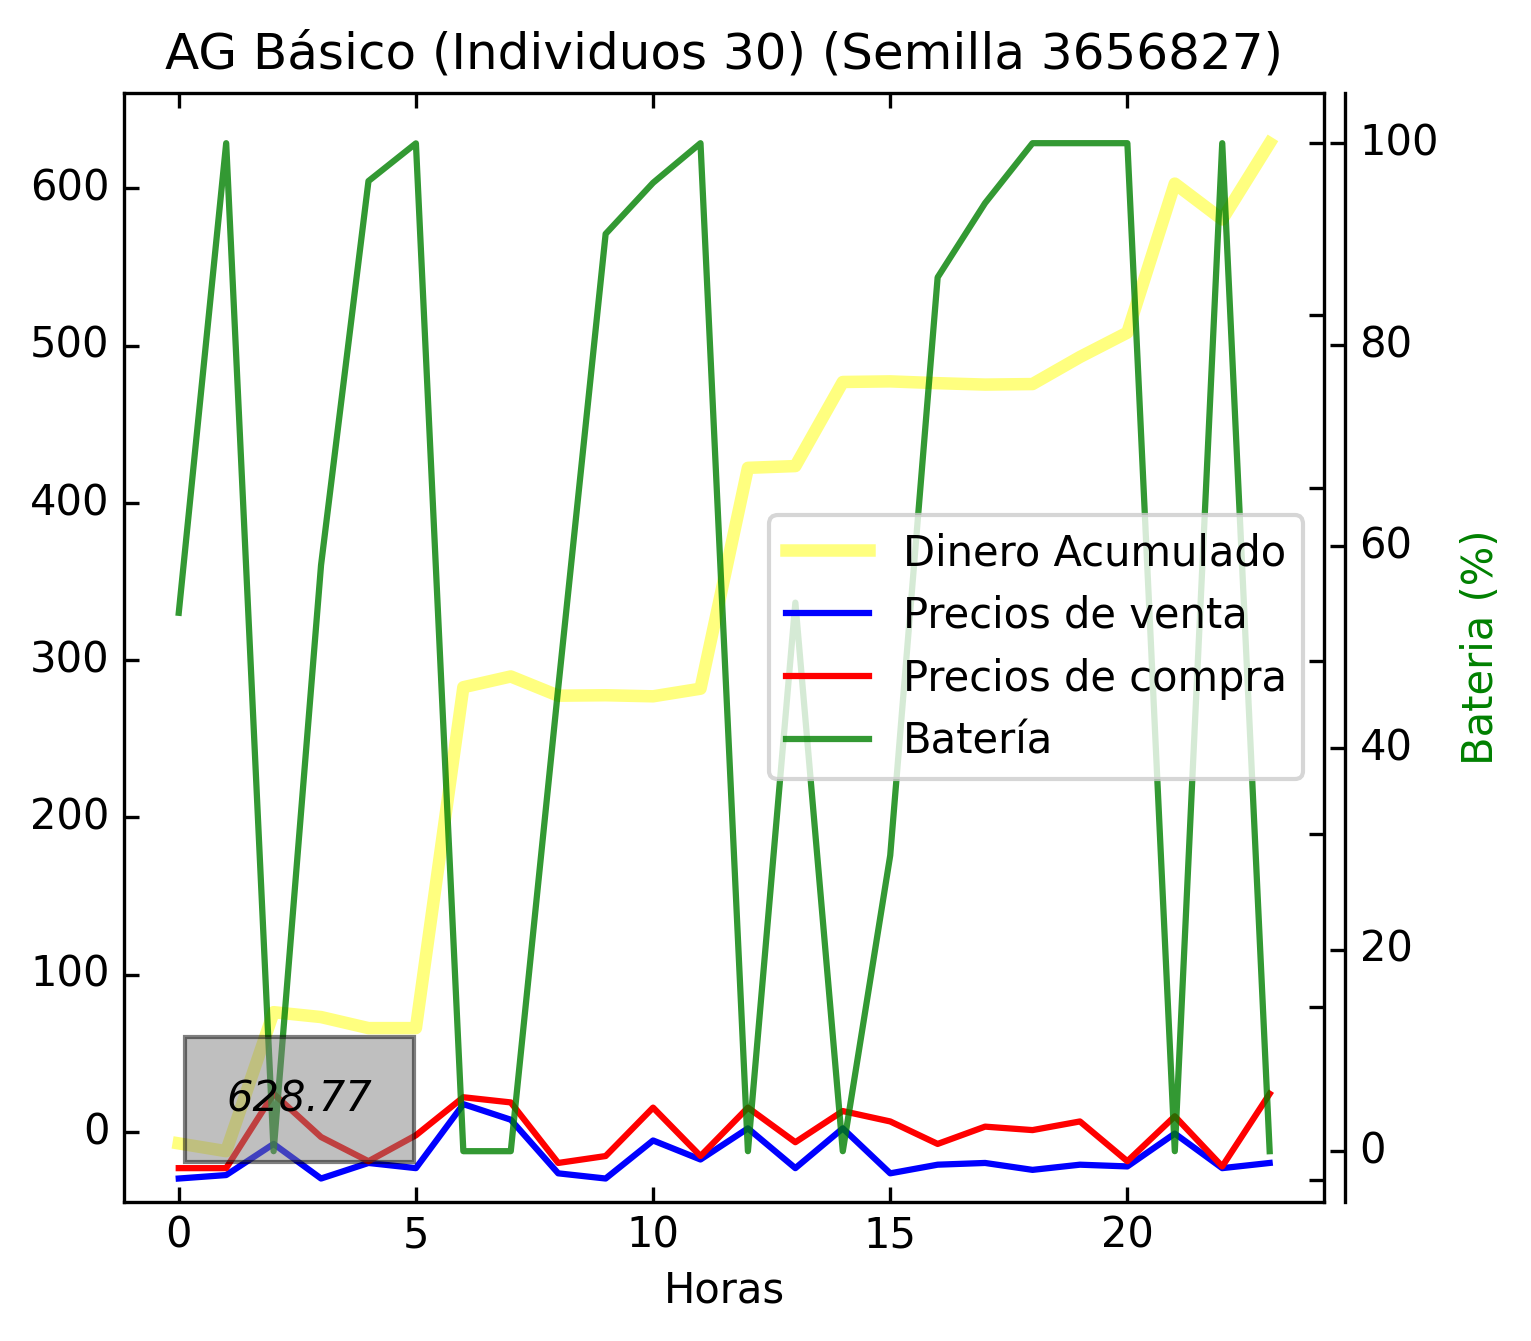 AG Básico (Individuos 30) (Semilla 3656827)
600
500
400
300
200
100
0
100
80
60
40
20
0
Bateria (%)
Dinero Acumulado
Precios de venta
Precios de compra
Batería
628.77
0 5 10 15 20
Horas